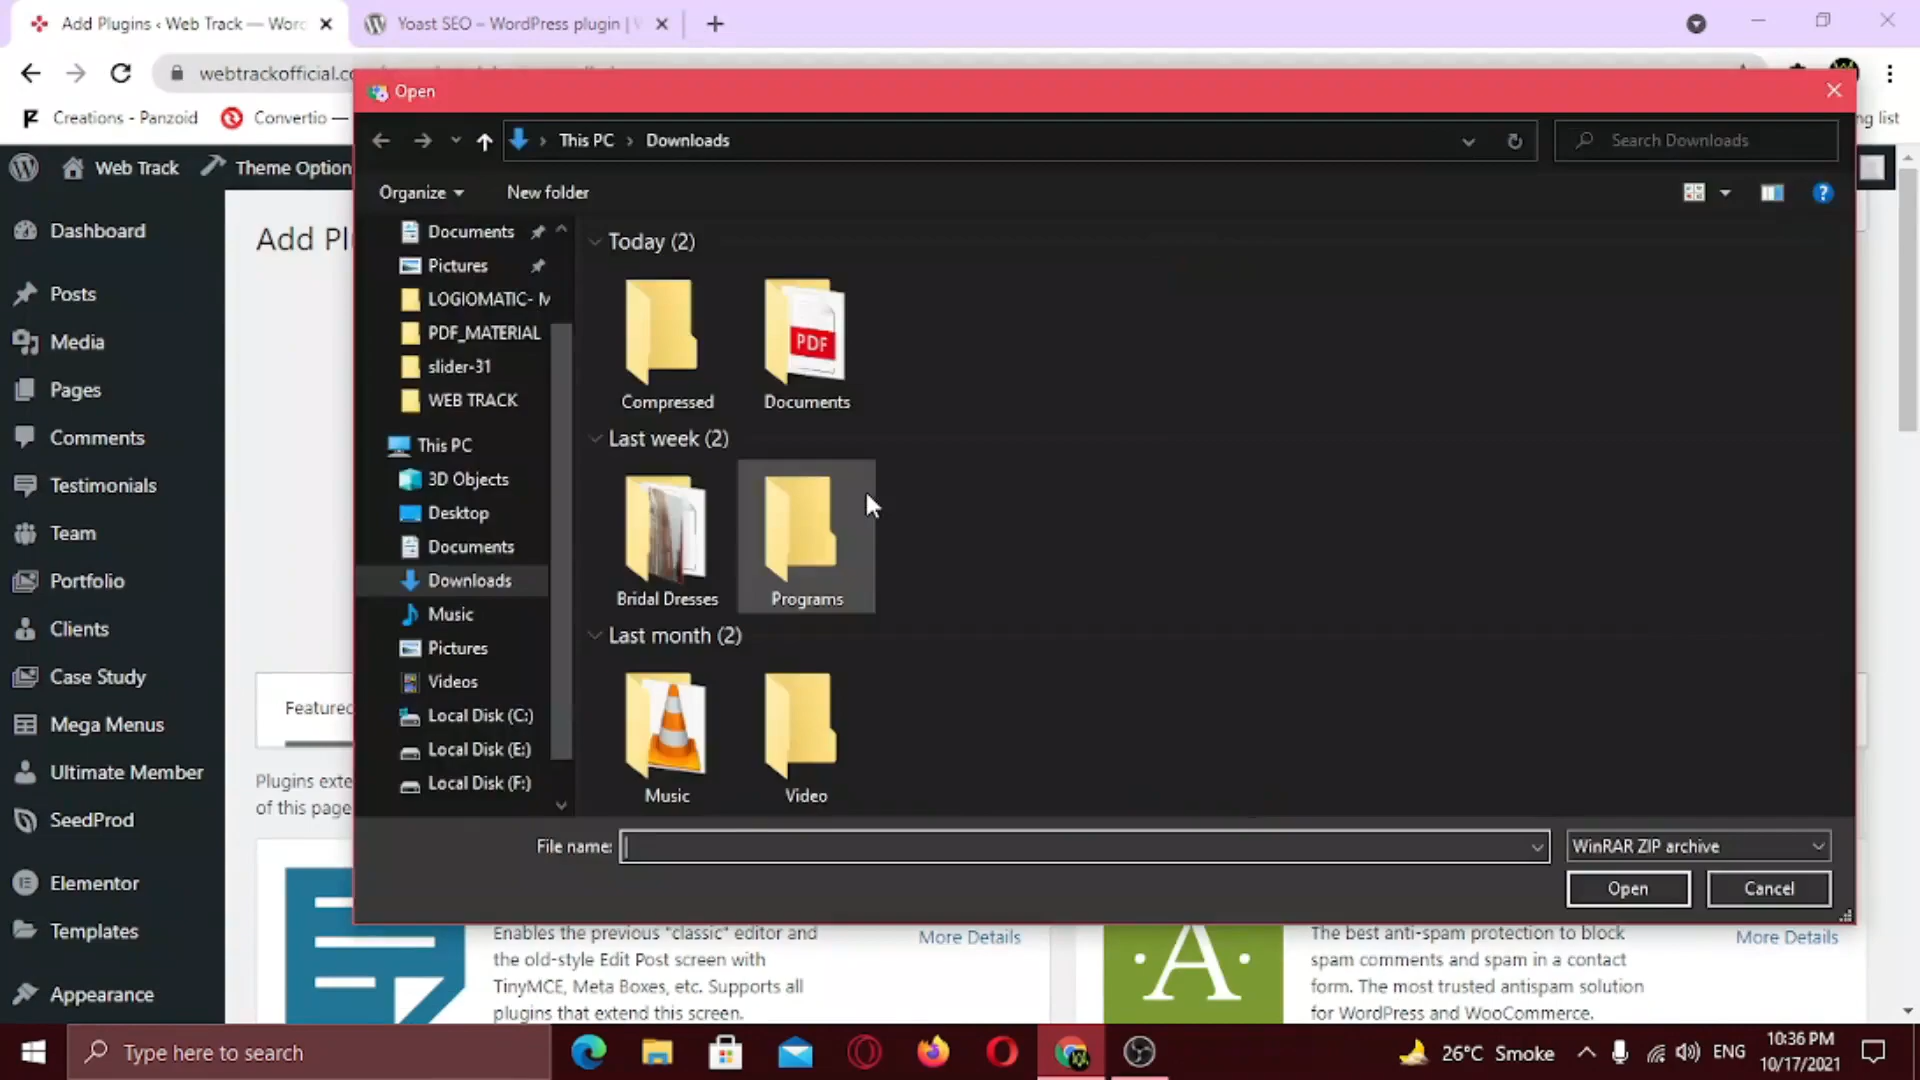 Add Plugins ‹ Web Track — Worc
Yoast SEO – WordPress plugin |
webtrackofficial.co
Creations - Panzoid
Convertio —
ng list
Web Track
Theme Option
Open
This PC
Downloads
Search Downloads
Organize
New folder
Dashboard
Posts
Media
Pages
Comments
Testimonials
Team
Portfolio
Clients
Case Study
Mega Menus
Ultimate Member
SeedProd
Elementor
Templates
Appearance
Add Pl
Featured
Plugins exte
of this page
Documents
Pictures
LOGIOMATIC- M
PDF_MATERIAL
slider-31
WEB TRACK
This PC
3D Objects
Desktop
Documents
Downloads
Music
Pictures
Videos
Local Disk (C:)
Local Disk (E:)
Local Disk (F:)
Today (2)
PDF
Compressed
Documents
Last week (2)
Bridal Dresses
Programs
Last month (2)
Music
Video
File name:
WinRAR ZIP archive
Open
Cancel
Enables the previous "classic" editor and
the old-style Edit Post screen with
TinyMCE, Meta Boxes, etc. Supports all
plugins that extend this screen.
More Details
A
The best anti-spam protection to block
spam comments and spam in a contact
form. The most trusted antispam solution
for WordPress and WooCommerce.
More Details
Type here to search
26°C Smoke
ENG
10:36 PM
10/17/2021